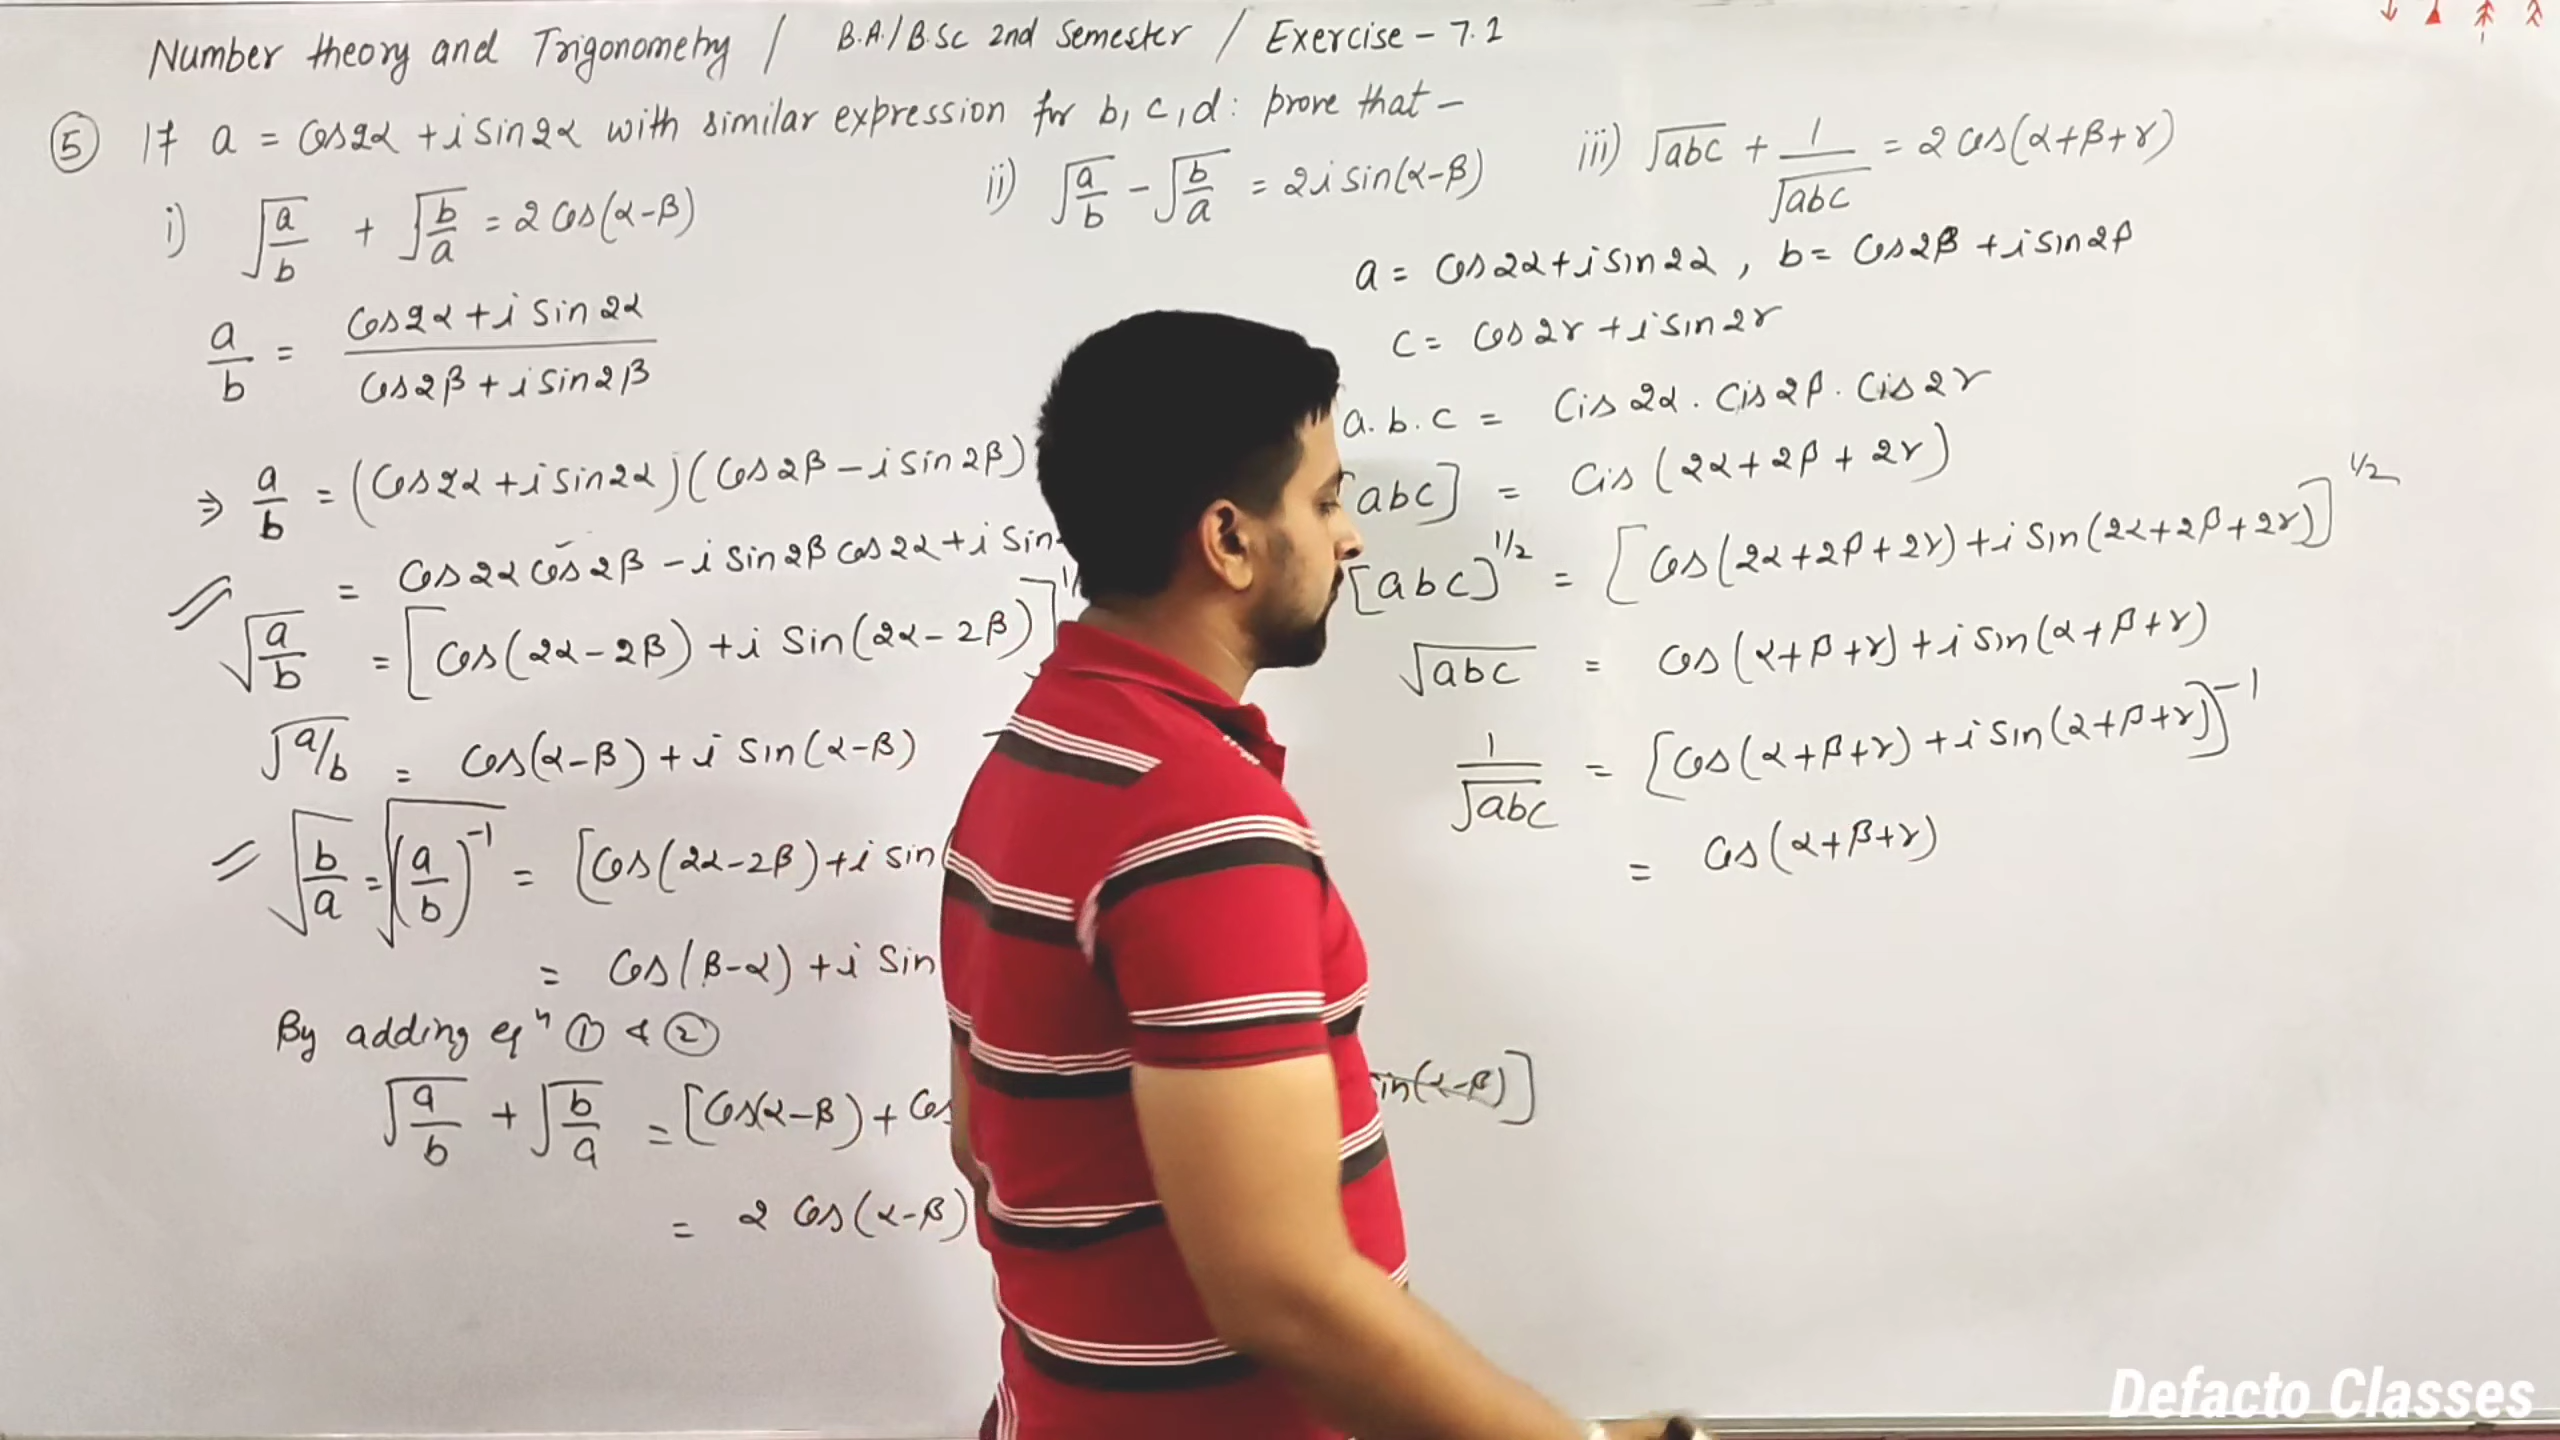 Number theory and Trigonometry / B.A./B.Sc 2nd Semester / Exercise - 7.1
⑤ If a = Cos2α + i Sin2α with similar expression for b, c, d : prove that –
i) √(a/b) + √(b/a) = 2 Cos(α-β)
ii) √(a/b) - √(b/a) = 2i sin(α-β)
iii) √abc + 1/√abc = 2 Cos(α+β+γ)
a/b = (Cos2α + i Sin2α)/(Cos2β + i Sin2β)
⇒ a/b = (Cos2α + i Sin2α)(Cos2β - i Sin2β)
= Cos2α Cos2β - i Sin2β Cos2α + i Sin
√(a/b) = [Cos(2α-2β) + i Sin(2α-2β)]
√a/b = Cos(α-β) + i Sin(α-β)
√(b/a) = √(a/b)⁻¹ = [Cos(2α-2β) + i Sin
= Cos(β-α) + i Sin
By adding eqⁿ ① & ②
√(a/b) + √(b/a) = [Cos(α-β) + Cos in(α-β)]
= 2 Cos(α-β)
a = Cos2α + i Sin2α , b = Cos2β + i Sin2β
c = Cos2γ + i Sin2γ
a.b.c = Cis2α . Cis2β . Cis2γ
abc] = Cis(2α+2β+2γ)
[abc]^1/2 = [Cos(2α+2β+2γ) + i Sin(2α+2β+2γ)]^1/2
√abc = Cos(α+β+γ) + i Sin(α+β+γ)
1/√abc = [Cos(α+β+γ) + i Sin(α+β+γ)]⁻¹
= Cos(α+β+γ)
Defacto Classes